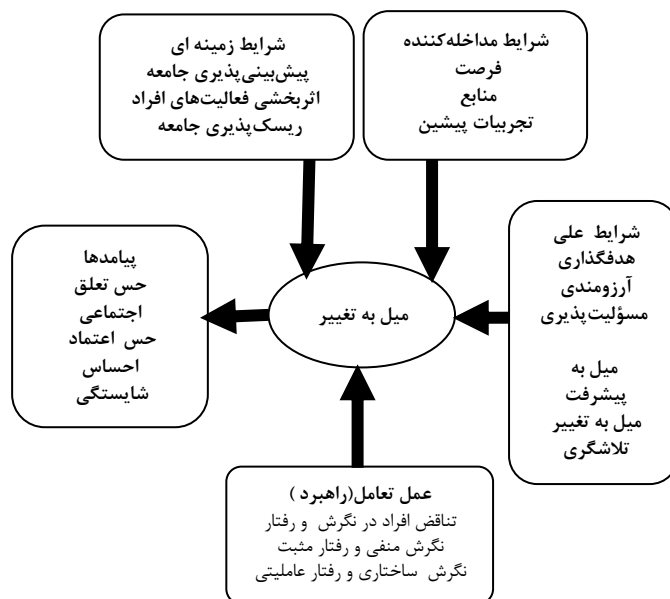 شرایط مداخله‌کننده
فرصت
منابع
تجربیات پیشین
شرایط زمینه ای
پیش‌بینی‌پذیری جامعه
اثربخشی فعالیت‌های افراد
ریسک‌پذیری جامعه
شرایط علی
هدفگذاری
آرزومندی
مسؤلیت‌پذیری
میل به
پیشرفت
میل به تغییر
تلاشگری
میل به تغییر
پیامدها
حس تعلق
اجتماعی
حس اعتماد
احساس
شایستگی
عمل تعامل(راهبرد )
تناقض افراد در نگرش و رفتار
نگرش منفی و رفتار مثبت
نگرش ساختاری و رفتار عاملیتی